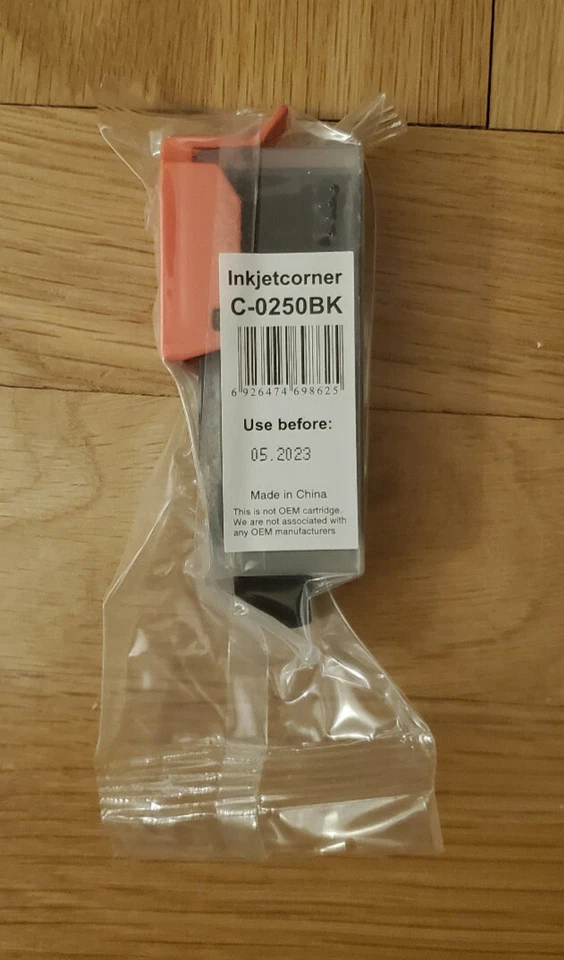 Inkjetcorner
C-0250BK
6 926474 698625
Use before:
05.2023
Made in China
This is not OEM cartridge.
We are not associated with
any OEM manufacturers